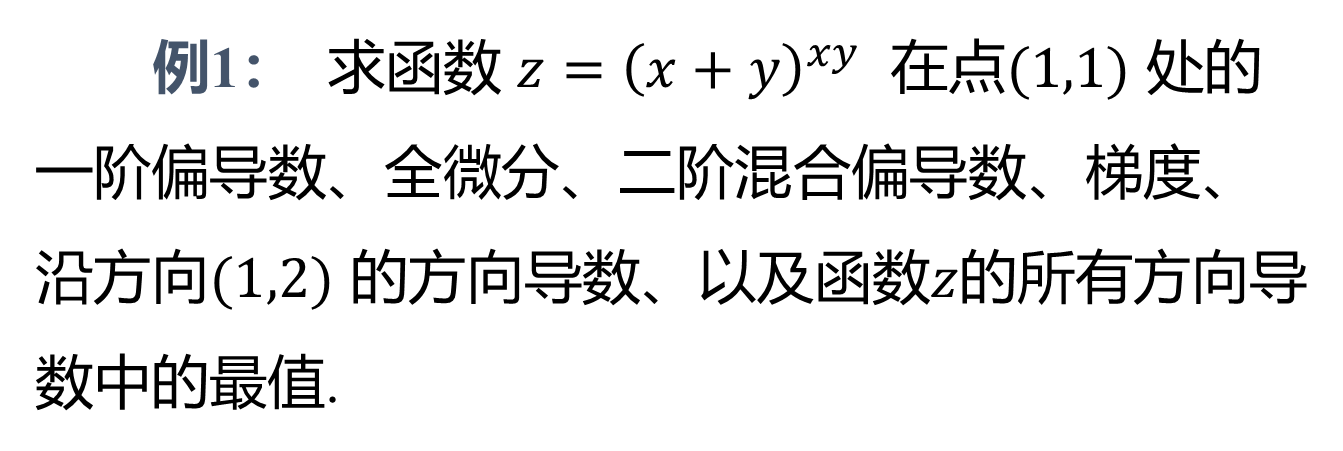 例1： 求函数 z = (x + y)^{xy} 在点(1,1) 处的
一阶偏导数、全微分、二阶混合偏导数、梯度、
沿方向(1,2) 的方向导数、以及函数z的所有方向导
数中的最值.